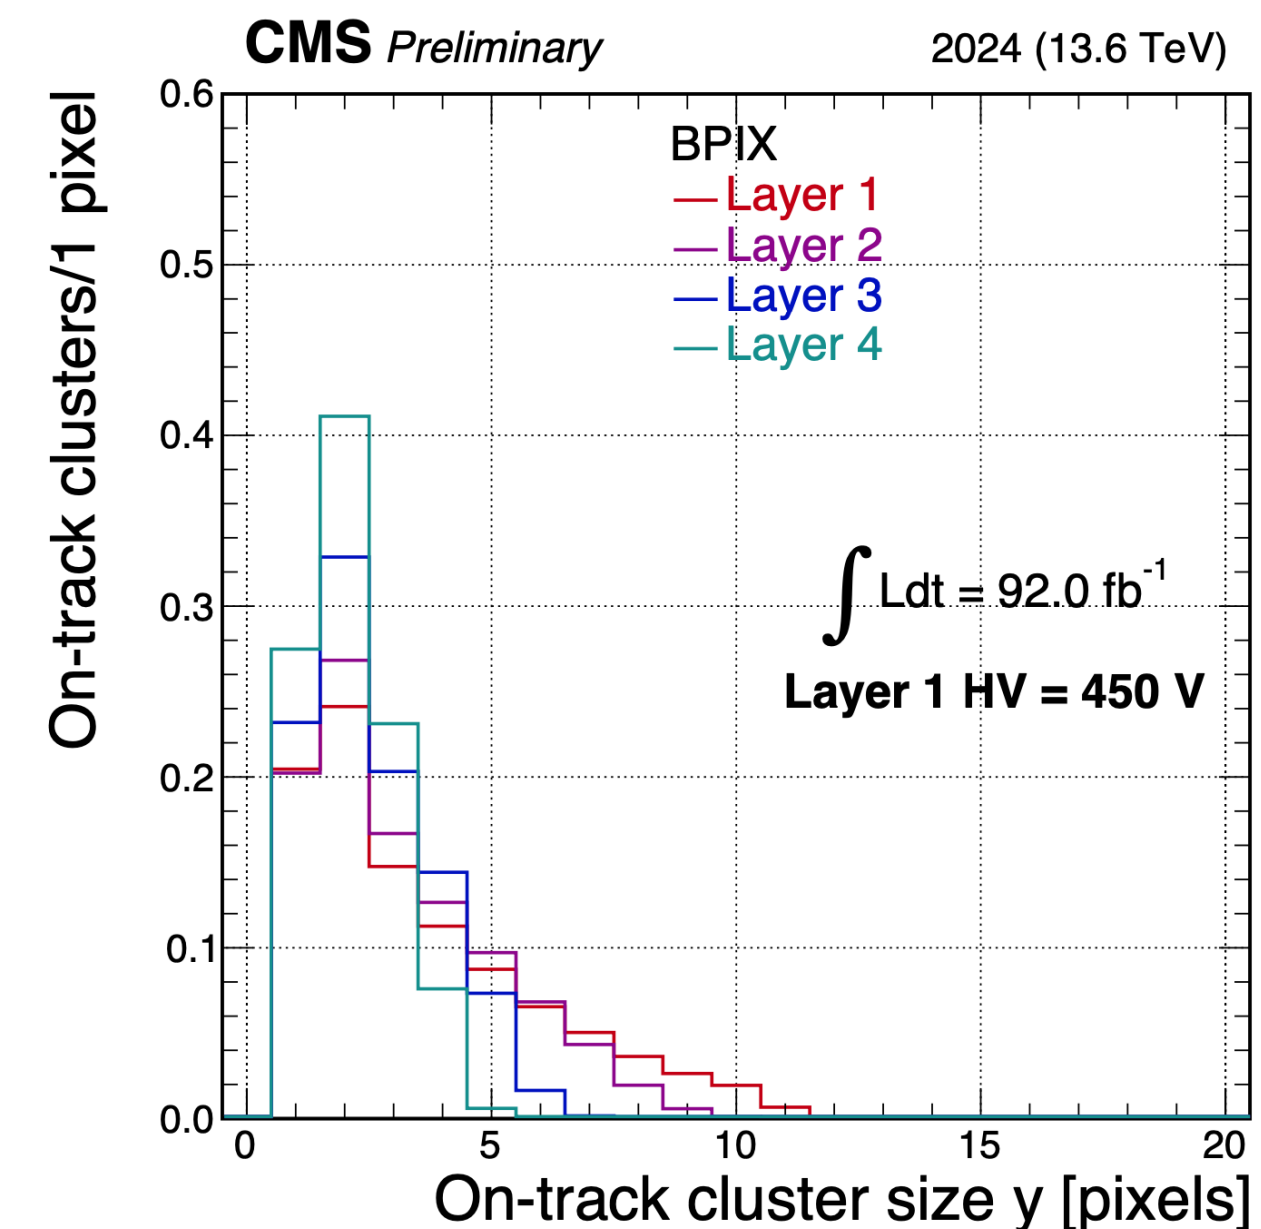 CMS Preliminary 2024 (13.6 TeV)
On-track clusters/1 pixel
0.6
0.5
0.4
0.3
0.2
0.1
0.0
BPIX
Layer 1
Layer 2
Layer 3
Layer 4
∫ Ldt = 92.0 fb⁻¹
Layer 1 HV = 450 V
0 5 10 15 20
On-track cluster size y [pixels]